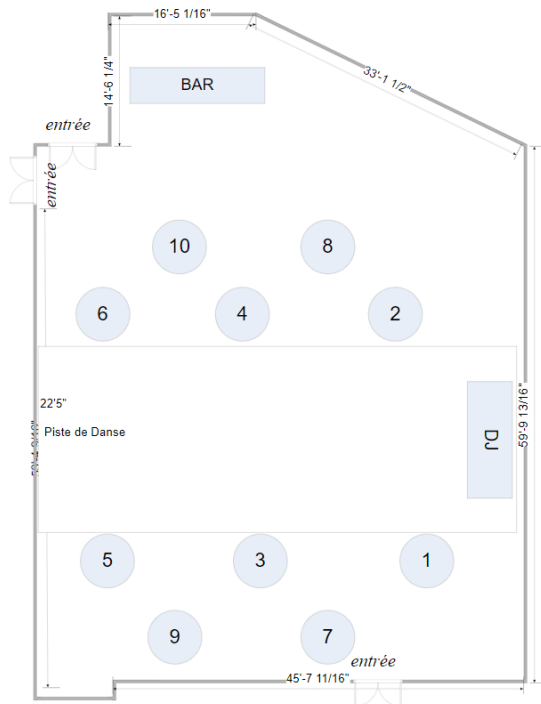 16'-5 1/16"
33'-1 1/2"
14'-6 1/4"
BAR
entrée
entrée
10
8
6
4
2
22'5"
Piste de Danse
DJ
59'-9 13/16"
5
3
1
9
7
entrée
45'-7 11/16"